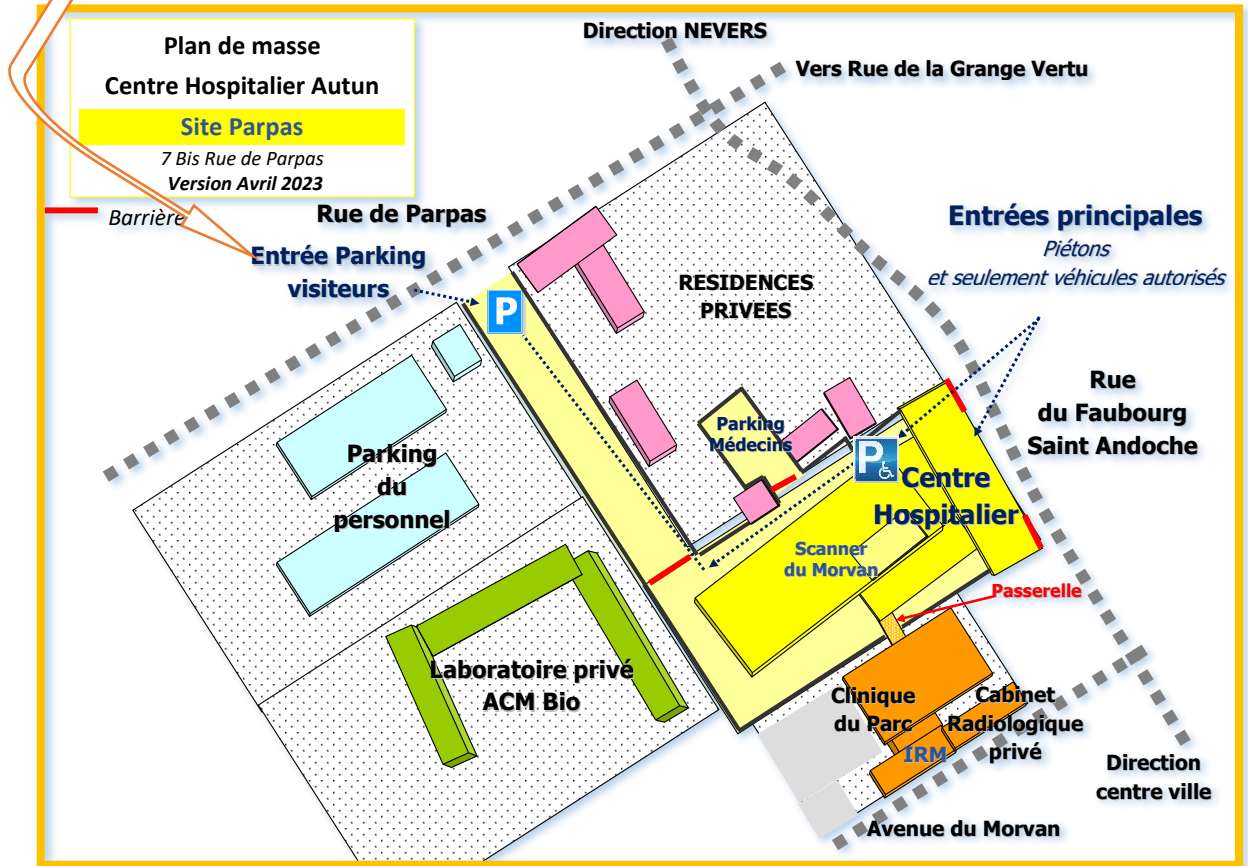 Plan de masse
Centre Hospitalier Autun
Site Parpas
7 Bis Rue de Parpas
Version Avril 2023
Barrière
Direction NEVERS
Vers Rue de la Grange Vertu
Rue de Parpas
Entrée Parking
visiteurs
P
RESIDENCES
PRIVEES
Entrées principales
Piétons
et seulement véhicules autorisés
Rue
du Faubourg
Saint Andoche
Parking
Médecins
P
Centre
Hospitalier
Parking
du
personnel
Scanner
du Morvan
Passerelle
Laboratoire privé
ACM Bio
Clinique
du Parc
Cabinet
Radiologique
privé
IRM
Direction
centre ville
Avenue du Morvan